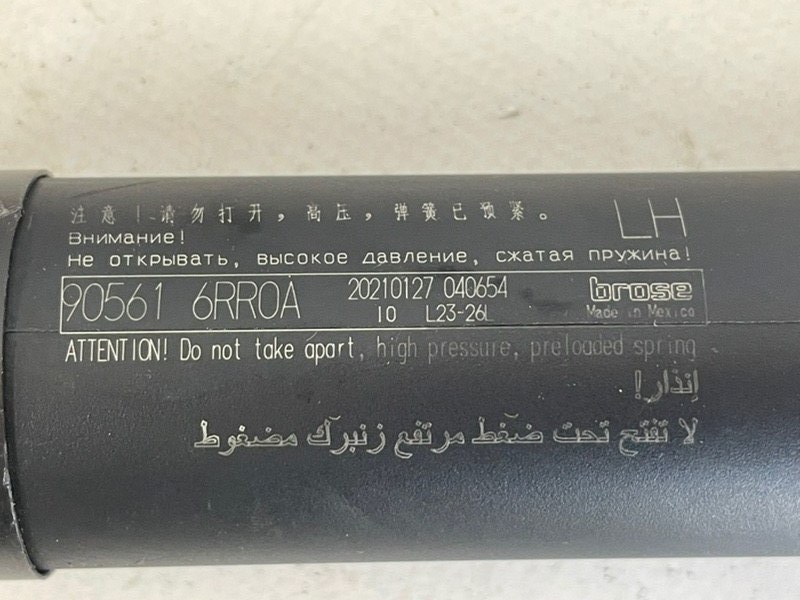 注意！请勿打开，高压，弹簧已预紧。
LH
Внимание!
Не открывать, высокое давление, сжатая пружина!
90561 6RR0A 20210127 040654 brose
10 L23-26L Made in Mexico
ATTENTION! Do not take apart, high pressure, preloaded spring
إنذار!
لا تفتح تحت ضغط مرتفع زنبرك مضغوط